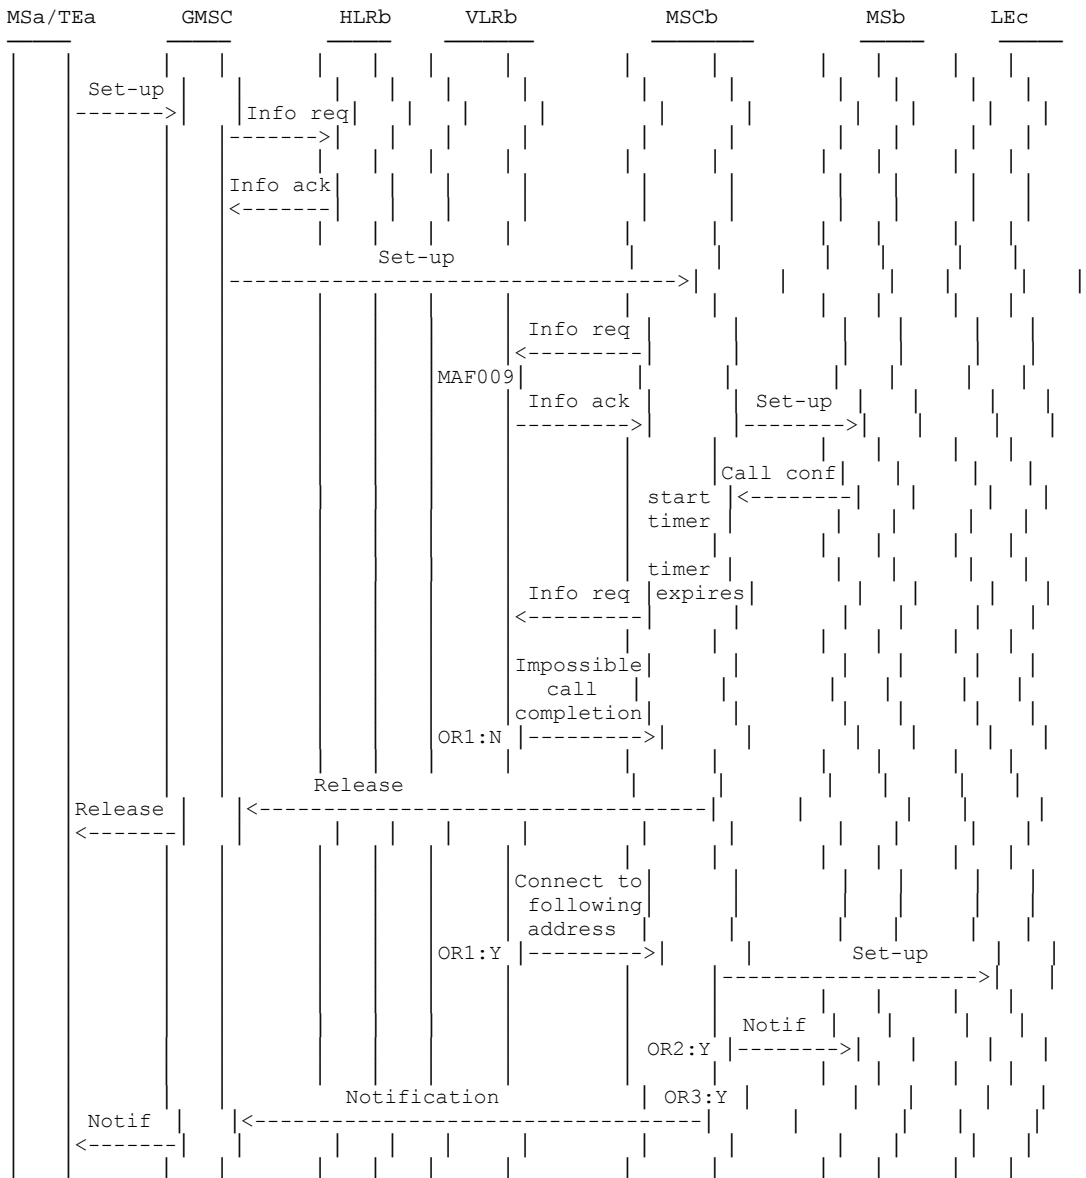 MSa/TEa GMSC HLRb VLRb MSCb MSb LEc
Set-up
Info req
Info ack
Set-up
Info req
MAF009
Info ack Set-up
Call conf
start
timer
timer
Info req expires
Impossible
call
completion
OR1:N
Release
Release
Connect to
following
address
OR1:Y Set-up
Notif
OR2:Y
Notification OR3:Y
Notif